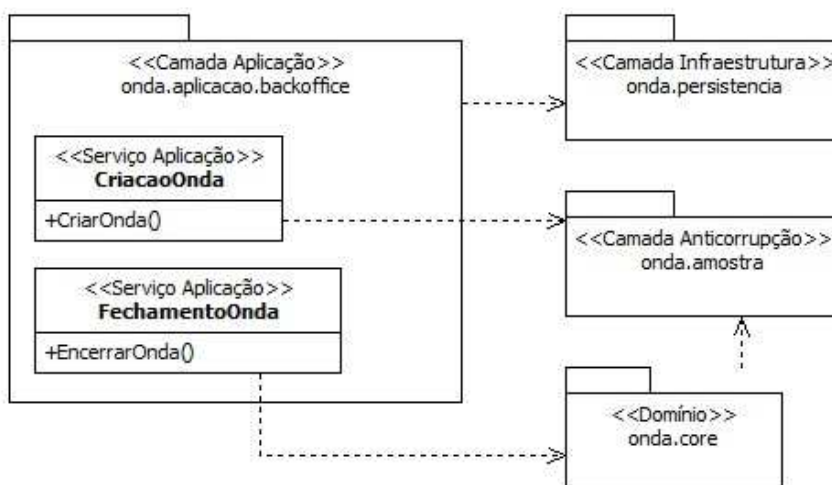 <<Camada Aplicação>>
onda.aplicacao.backoffice
<<Serviço Aplicação>>
CriacaoOnda
+CriarOnda()
<<Serviço Aplicação>>
FechamentoOnda
+EncerrarOnda()
<<Camada Infraestrutura>>
onda.persistencia
<<Camada Anticorrupção>>
onda.amostra
<<Domínio>>
onda.core